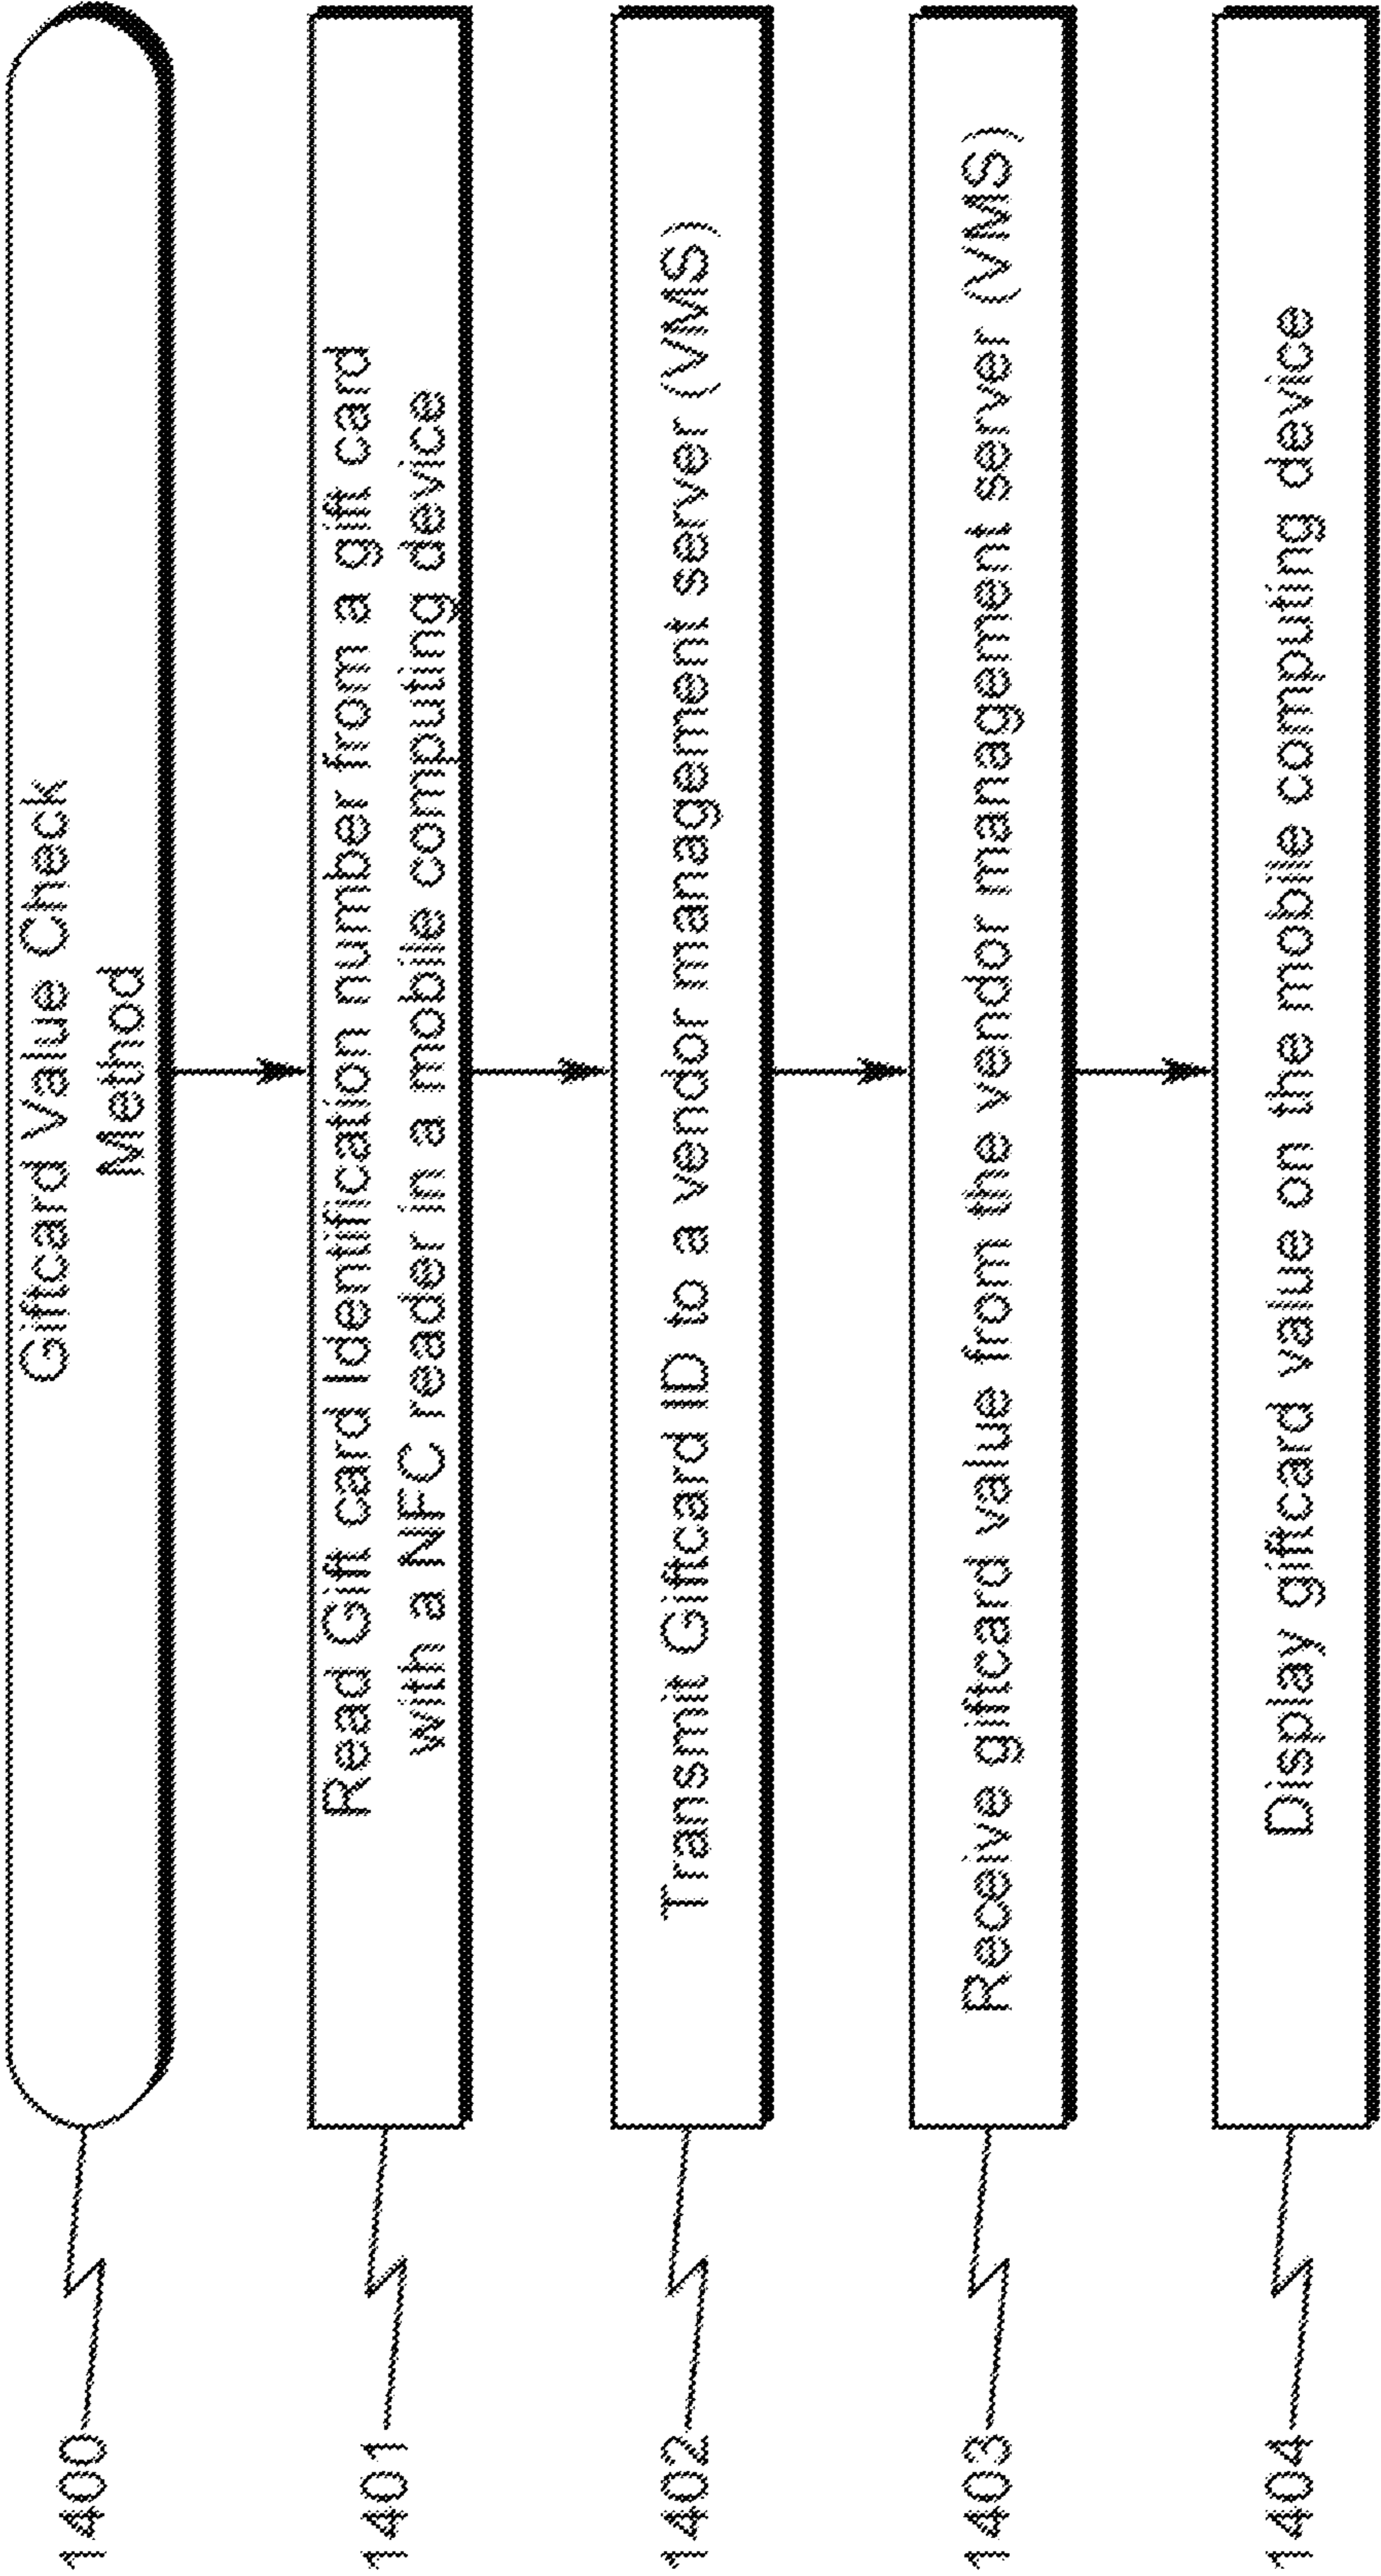 1400
Giftcard Value Check
Method
1401
Read Gift card Identification number from a gift card
with a NFC reader in a mobile computing device
1402
Transmit Giftcard ID to a vendor management server (VMS)
1403
Receive giftcard value from the vendor management server (VMS)
1404
Display giftcard value on the mobile computing device